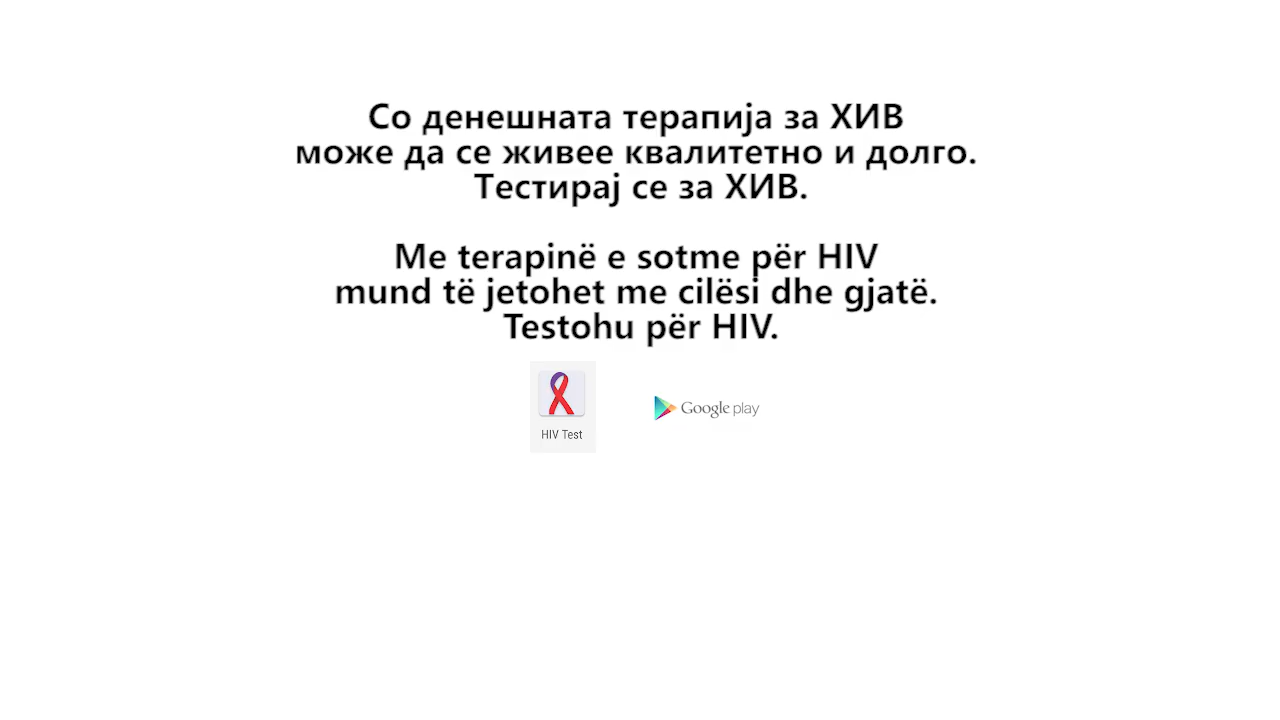 Со денешната терапија за ХИВ
може да се живее квалитетно и долго.
Тестирај се за ХИВ.
Me terapinë e sotme për HIV
mund të jetohet me cilësi dhe gjatë.
Testohu për HIV.
HIV Test
Google play